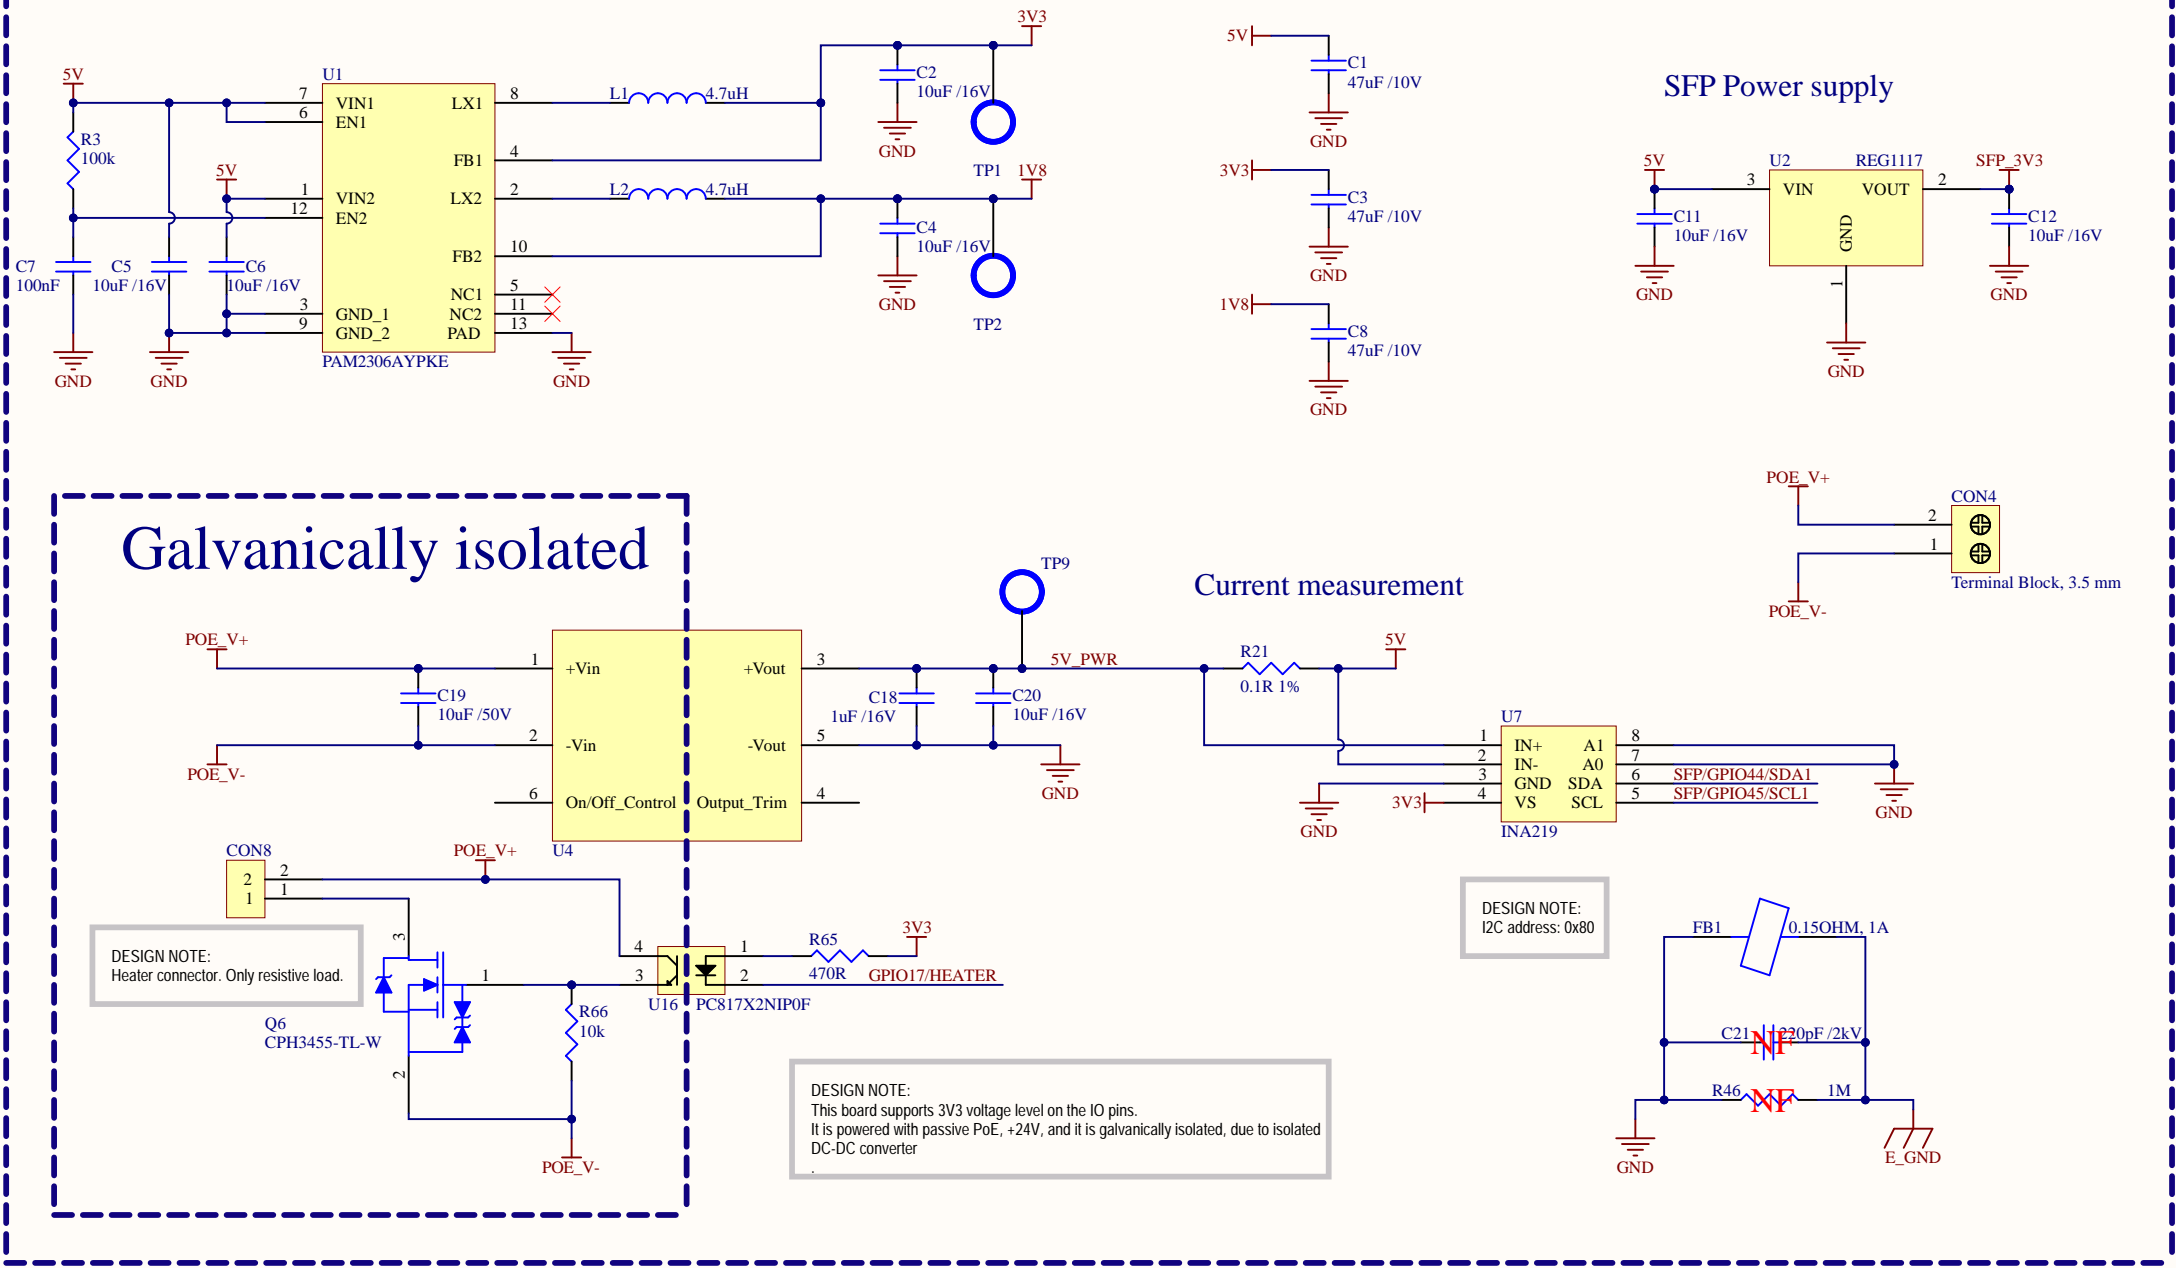 3V3
5V
U1
7
VIN1
LX1
8
L1
4.7uH
C2
10uF /16V
GND
6
EN1
R3
100k
FB1
4
TP1
5V
1V8
1
VIN2
LX2
2
L2
4.7uH
12
EN2
C4
10uF /16V
GND
FB2
10
TP2
C7
100nF
C5
10uF /16V
C6
10uF /16V
NC1
5
3
GND_1
NC2
11
9
GND_2
PAD
13
PAM2306AYPKE
GND
GND
GND
5V
C1
47uF /10V
GND
3V3
C3
47uF /10V
GND
1V8
C8
47uF /10V
GND
SFP Power supply
5V
U2
REG1117
SFP_3V3
3
VIN
VOUT
2
GND
1
C11
10uF /16V
GND
C12
10uF /16V
GND
GND
POE_V+
CON4
2
1
POE_V-
Terminal Block, 3.5 mm
Galvanically isolated
POE_V+
1
+Vin
+Vout
3
C19
10uF /50V
2
-Vin
-Vout
5
POE_V-
6
On/Off_Control
Output_Trim
4
U4
TP9
5V_PWR
C18
1uF /16V
C20
10uF /16V
GND
Current measurement
R21
0.1R 1%
5V
U7
1
IN+
A1
8
2
IN-
A0
7
3
GND
SDA
6
SFP/GPIO44/SDA1
3V3
4
VS
SCL
5
SFP/GPIO45/SCL1
INA219
GND
GND
CON8
2
2
1
1
POE_V+
DESIGN NOTE:
Heater connector. Only resistive load.
3
1
2
Q6
CPH3455-TL-W
R66
10k
POE_V-
4
3
1
2
U16
PC817X2NIP0F
R65
470R
3V3
GPIO17/HEATER
DESIGN NOTE:
This board supports 3V3 voltage level on the IO pins.
It is powered with passive PoE, +24V, and it is galvanically isolated, due to isolated
DC-DC converter
.
DESIGN NOTE:
I2C address: 0x80
FB1
0.15OHM, 1A
C21
NF
220pF /2kV
R46
NF
1M
GND
E_GND